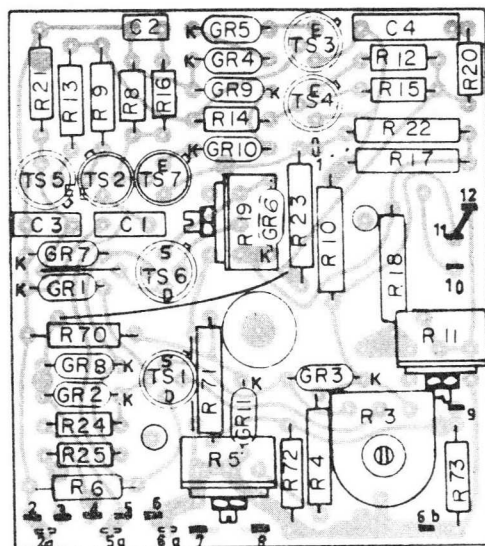 C2
K GR5
E TS3
C4
R21
R13
R9
R8
R16
K GR4
R12
R20
GR9 K
E TS4
R15
R14
R22
K GR10
R17
TS5
TS2
E TS7
R19
GR6
K
R23
R10
12
C3
C1
11
K GR7
S TS6 D
R18
10
K GR1
R70
R71
R11
GR8 K
S TS1 D
GR3 K
GR2 K
K GR11
R3
9
R24
R25
R5
R72
R4
R73
R6
2 3 4 5 6
2a 5a 6a 7 8 6b